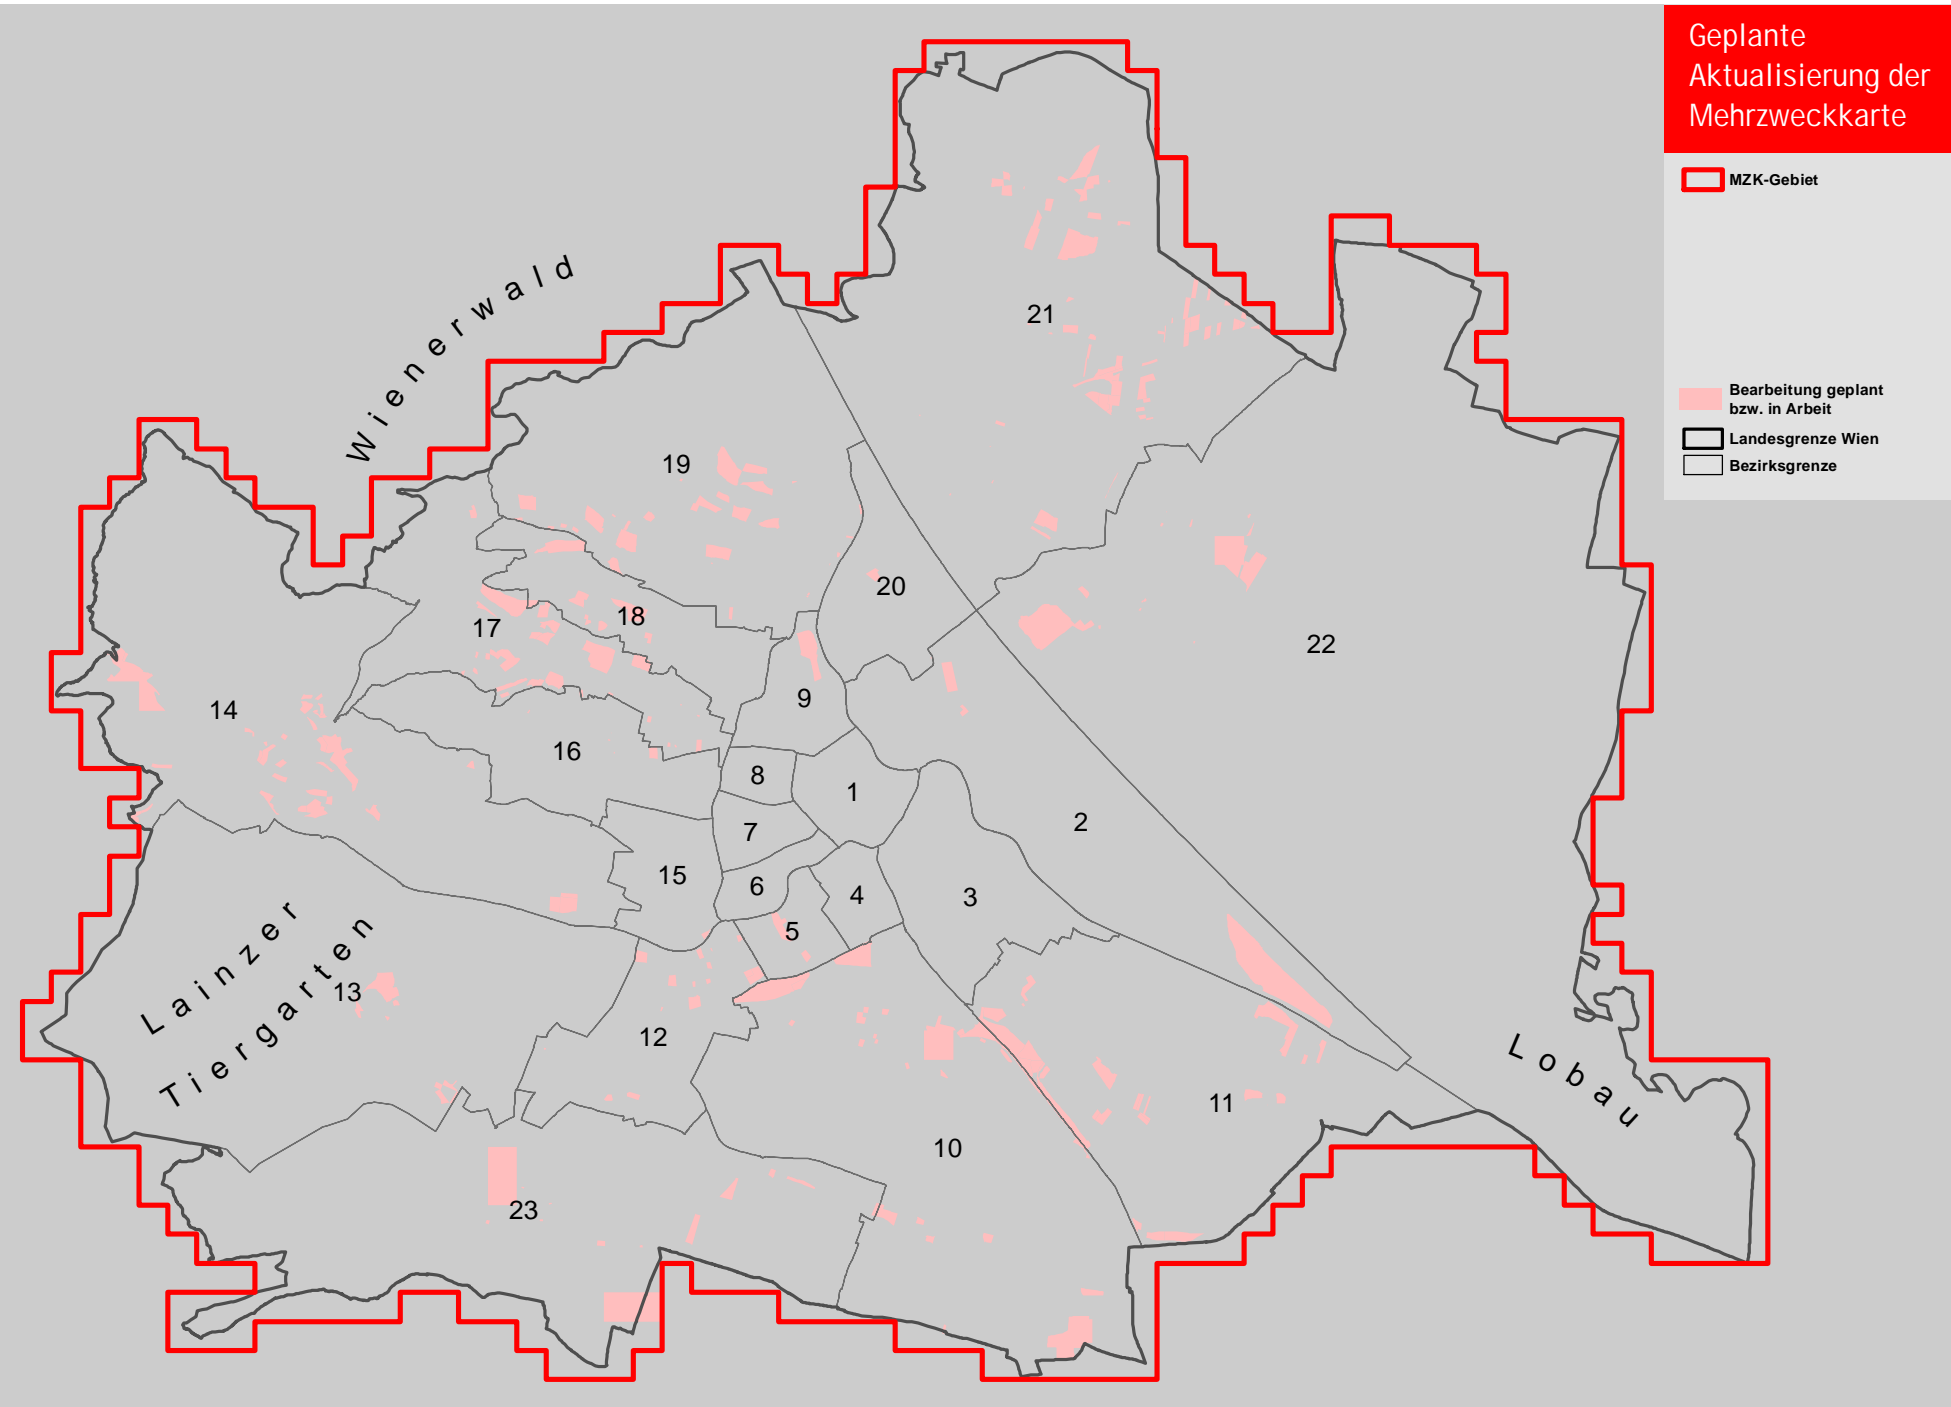 Geplante
Aktualisierung der
Mehrzweckkarte
MZK-Gebiet
Bearbeitung geplant
bzw. in Arbeit
Landesgrenze Wien
Bezirksgrenze
Wienerwald
21
19
20
18
17
22
9
14
16
8
1
7
2
15
6
4
3
5
Lainzer
Tiergarten
13
12
Lobau
11
10
23